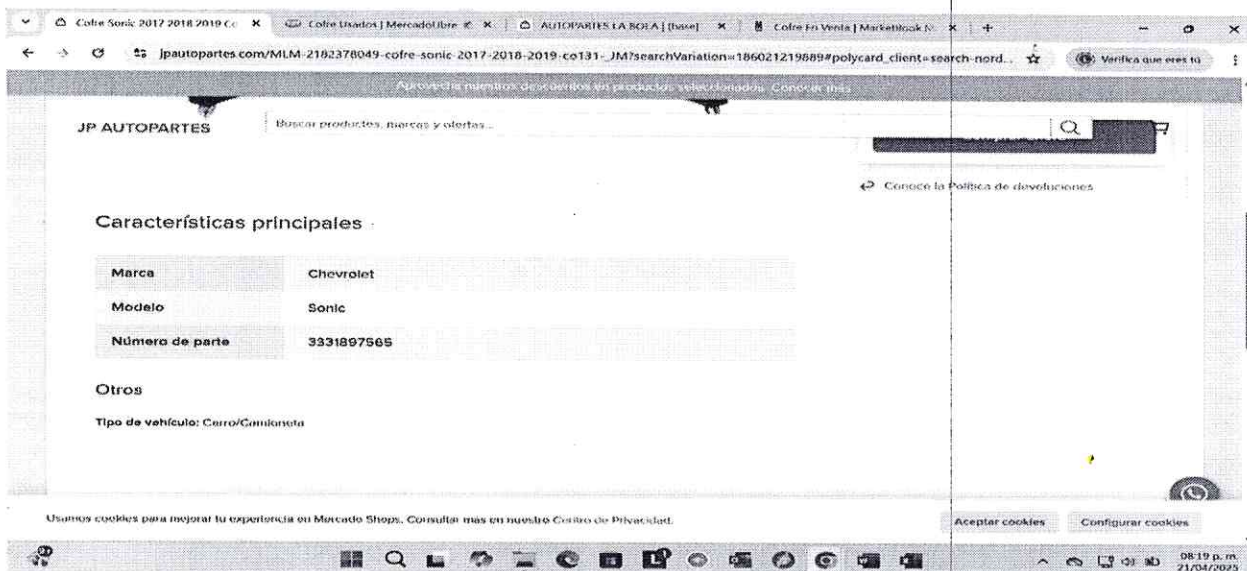 Cofre Sonic 2017 2018 2019 Co
Cofre Usados | MercadoLibre
AUTOPARTES LA BOLA | (base)
Cofre En Venta | Marketbook
jpautopartes.com/MLM-2182378049-cofre-sonic-2017-2018-2019-co131-_JM?searchVariation=186021219889#polycard_client=search-nord...
Verifica que eres tú
Aprovecha nuestros descuentos en productos seleccionados. Conocer más
JP AUTOPARTES
Buscar productos, marcas y ofertas...
Conoce la Política de devoluciones
Características principales
Marca Chevrolet
Modelo Sonic
Número de parte 3331897565
Otros
Tipo de vehículo: Carro/Camioneta
Usamos cookies para mejorar tu experiencia en Mercado Shops. Consultar más en nuestro Centro de Privacidad.
Aceptar cookies
Configurar cookies
08:19 p. m.
21/04/2025